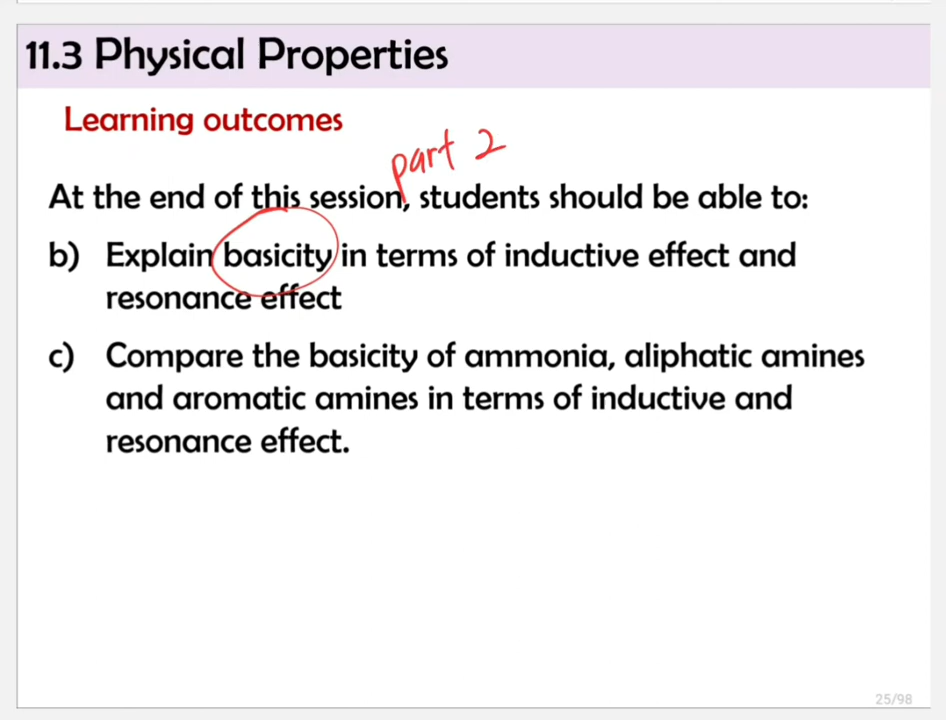 11.3 Physical Properties
Learning outcomes
part 2
At the end of this session, students should be able to:
b) Explain basicity in terms of inductive effect and
resonance effect
c) Compare the basicity of ammonia, aliphatic amines
and aromatic amines in terms of inductive and
resonance effect.
25/98